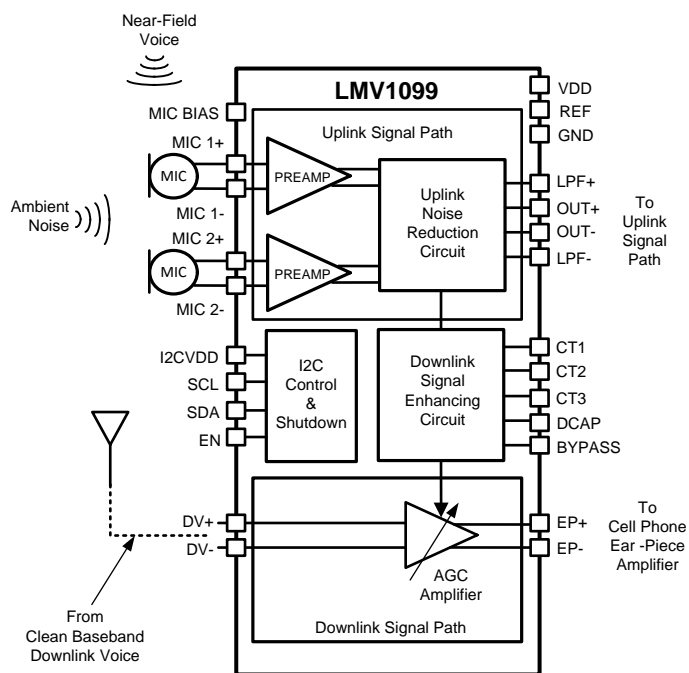 Near-Field
Voice
LMV1099
VDD
REF
GND
MIC BIAS
Uplink Signal Path
MIC 1+
MIC
PREAMP
MIC 1-
Ambient
Noise
MIC 2+
MIC
PREAMP
MIC 2-
Uplink
Noise
Reduction
Circuit
LPF+
OUT+
OUT-
LPF-
To
Uplink
Signal
Path
I2CVDD
SCL
SDA
EN
I2C
Control
&
Shutdown
Downlink
Signal
Enhancing
Circuit
CT1
CT2
CT3
DCAP
BYPASS
DV+
DV-
AGC
Amplifier
EP+
EP-
To
Cell Phone
Ear -Piece
Amplifier
Downlink Signal Path
From
Clean Baseband
Downlink Voice